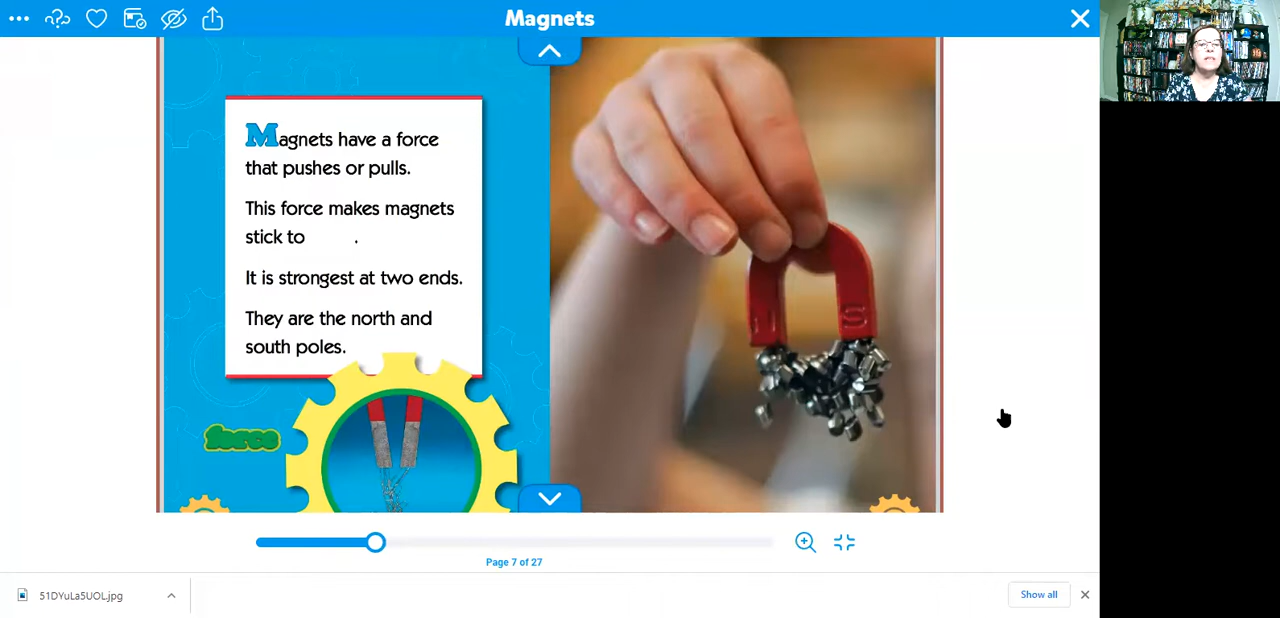 Magnets
Magnets have a force
that pushes or pulls.
This force makes magnets
stick to .
It is strongest at two ends.
They are the north and
south poles.
force
S
Page 7 of 27
51DYuLa5UOL.jpg
Show all